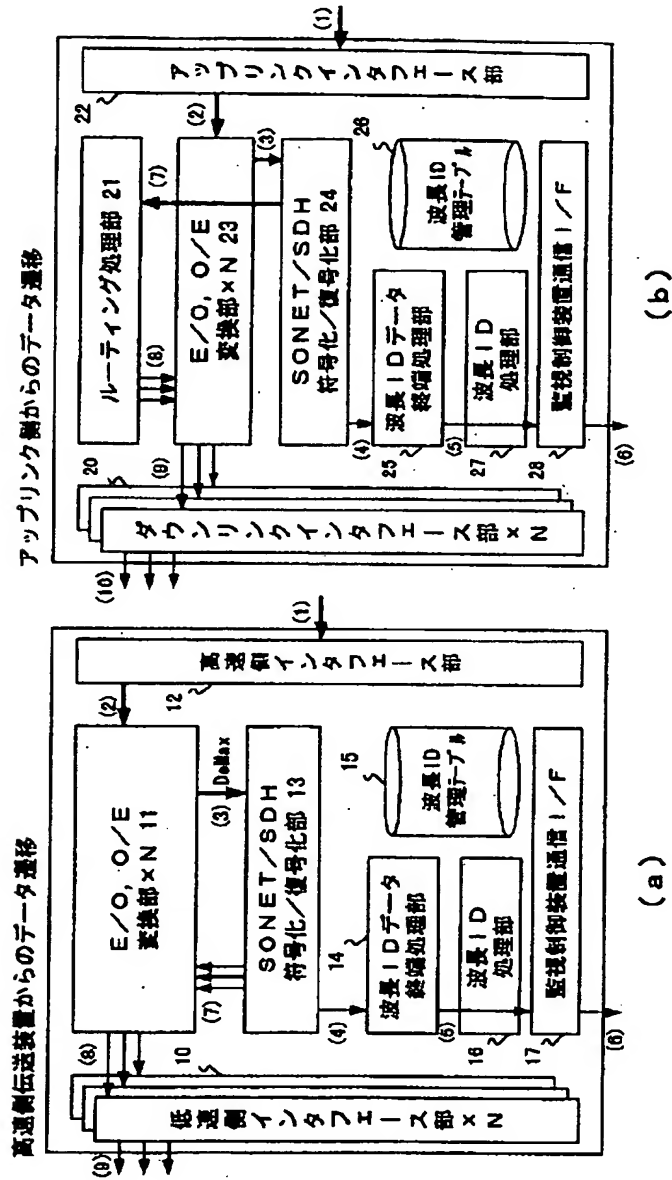 高速側伝送装置からのデータ遷移
(1)
高速側インタフェース部
12
(2)
E/O, O/E
変換部×N 11
(3)
DeMax
SONET/SDH
符号化/復号化部 13
(7)
(8)
10
低速側インタフェース部×N
(9)
(4)
14
波長IDデータ
終端処理部
15
波長ID
管理テーブル
(5)
波長ID
処理部
16
17
監視制御装置通信I/F
(6)
(a)
アップリンク側からのデータ遷移
(1)
アップリンクインタフェース部
22
(2)
ルーティング処理部 21
(7)
(8)
E/O, O/E
変換部×N 23
(3)
SONET/SDH
符号化/復号化部 24
(9)
20
ダウンリンクインタフェース部×N
(10)
(4)
波長IDデータ
終端処理部
25
26
波長ID
管理テーブル
(5)
波長ID
処理部
27
監視制御装置通信I/F
28
(6)
(b)